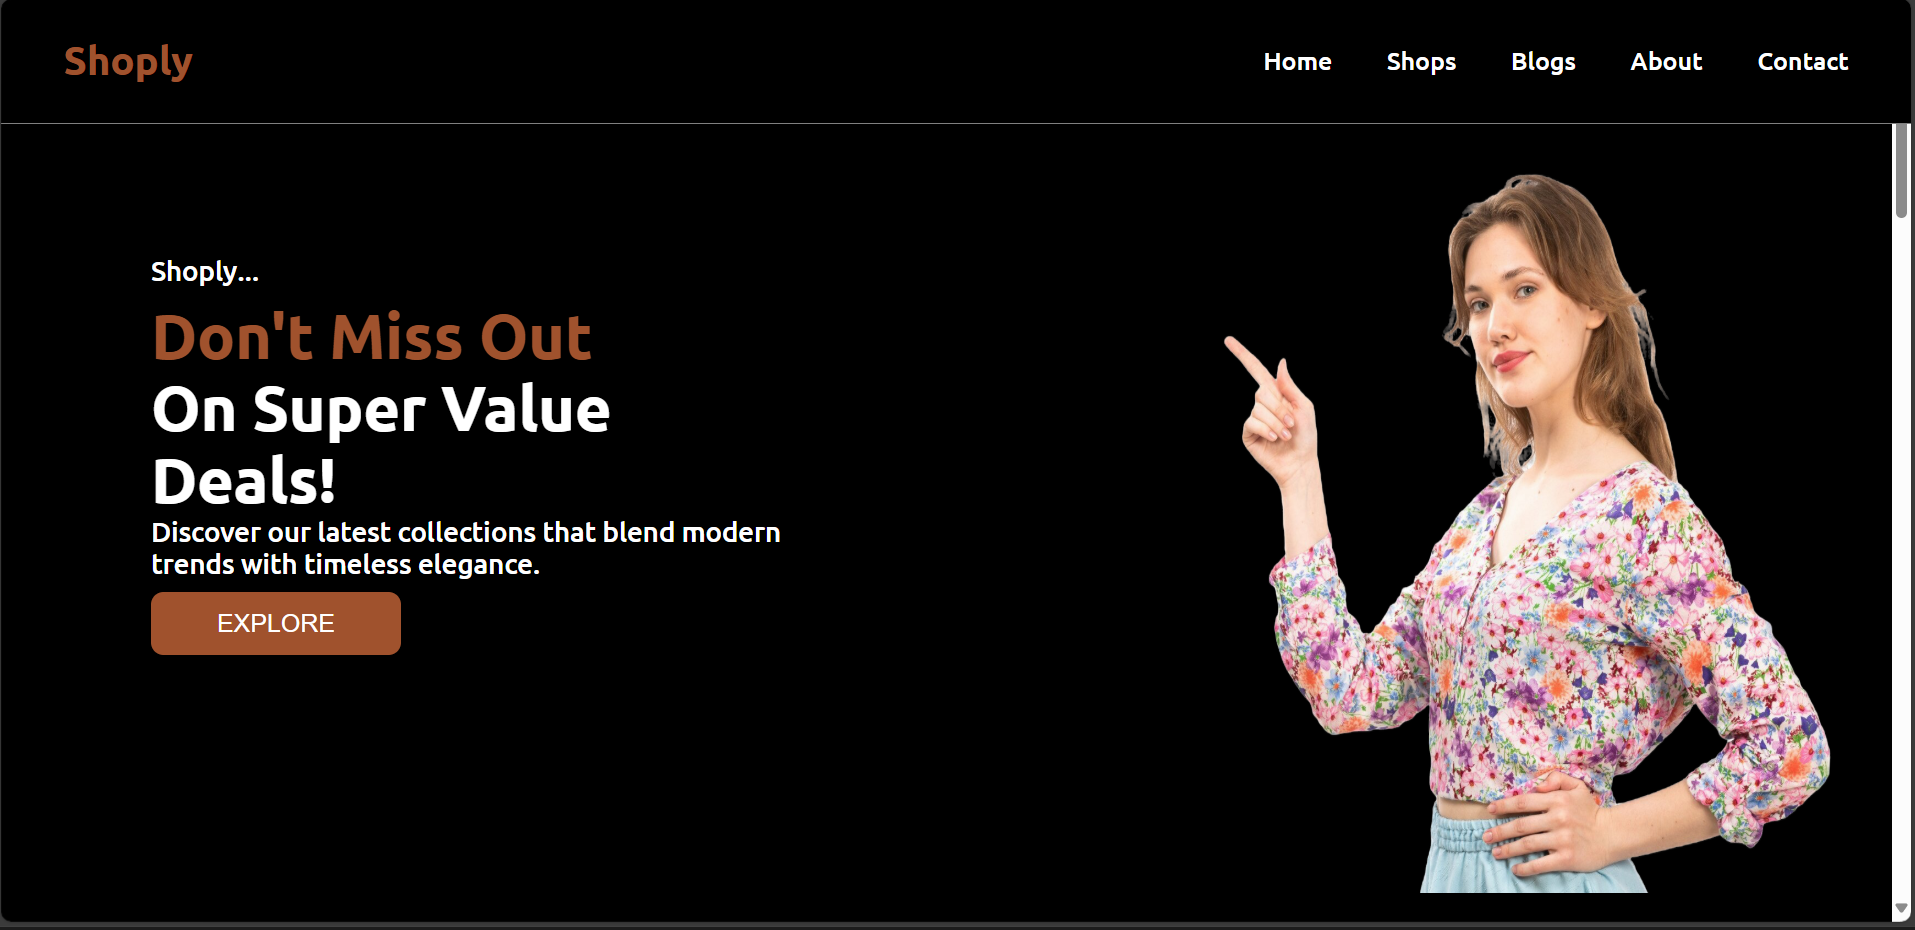 Shoply
Home Shops Blogs About Contact
Shoply...
Don't Miss Out
On Super Value
Deals!
Discover our latest collections that blend modern
trends with timeless elegance.
EXPLORE